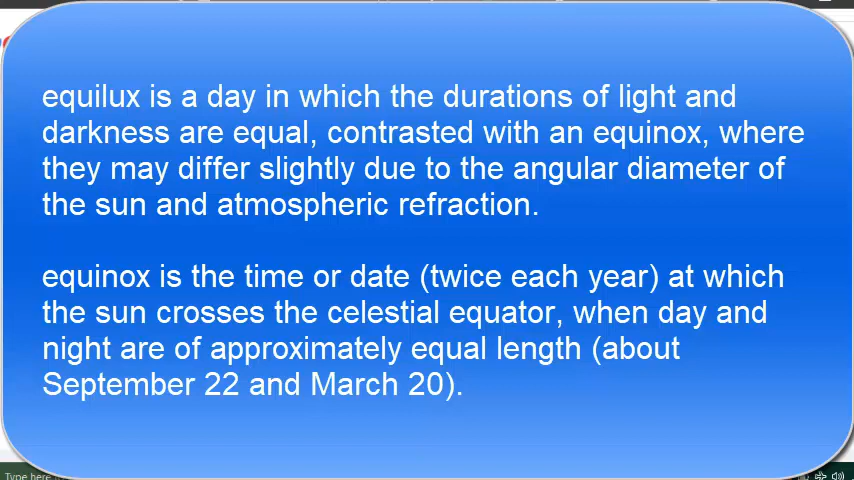 equilux is a day in which the durations of light and
darkness are equal, contrasted with an equinox, where
they may differ slightly due to the angular diameter of
the sun and atmospheric refraction.
equinox is the time or date (twice each year) at which
the sun crosses the celestial equator, when day and
night are of approximately equal length (about
September 22 and March 20).
Type here